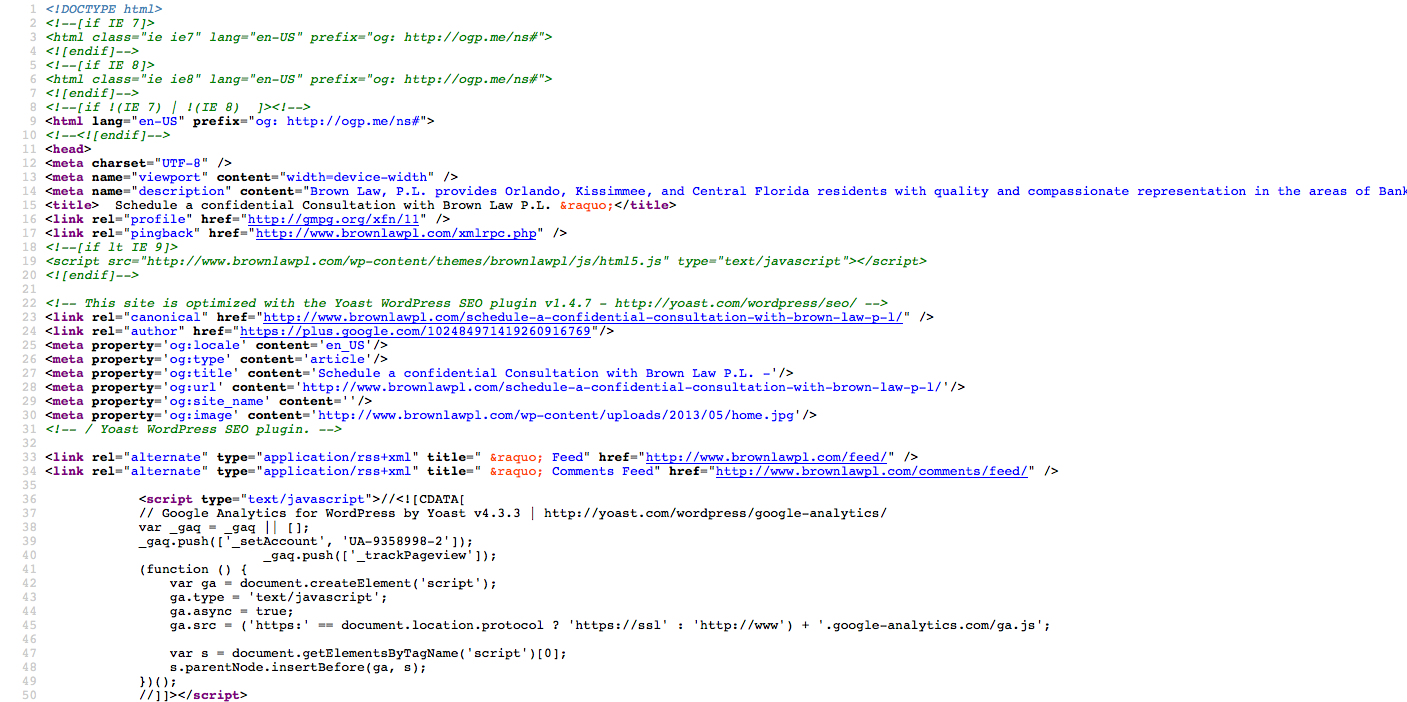 1 <!DOCTYPE html>
2 <!--[if IE 7]>
3 <html class="ie ie7" lang="en-US" prefix="og: http://ogp.me/ns#">
4 <![endif]-->
5 <!--[if IE 8]>
6 <html class="ie ie8" lang="en-US" prefix="og: http://ogp.me/ns#">
7 <![endif]-->
8 <!--[if !(IE 7) | !(IE 8)  ]><!-->
9 <html lang="en-US" prefix="og: http://ogp.me/ns#">
10 <!--<![endif]-->
11 <head>
12 <meta charset="UTF-8" />
13 <meta name="viewport" content="width=device-width" />
14 <meta name="description" content="Brown Law, P.L. provides Orlando, Kissimmee, and Central Florida residents with quality and compassionate representation in the areas of Bank
15 <title>  Schedule a confidential Consultation with Brown Law P.L. &raquo;</title>
16 <link rel="profile" href="http://gmpg.org/xfn/11" />
17 <link rel="pingback" href="http://www.brownlawpl.com/xmlrpc.php" />
18 <!--[if lt IE 9]>
19 <script src="http://www.brownlawpl.com/wp-content/themes/brownlawpl/js/html5.js" type="text/javascript"></script>
20 <![endif]-->
21
22 <!-- This site is optimized with the Yoast WordPress SEO plugin v1.4.7 - http://yoast.com/wordpress/seo/ -->
23 <link rel="canonical" href="http://www.brownlawpl.com/schedule-a-confidential-consultation-with-brown-law-p-l/" />
24 <link rel="author" href="https://plus.google.com/102484971419260916769"/>
25 <meta property='og:locale' content='en_US'/>
26 <meta property='og:type' content='article'/>
27 <meta property='og:title' content='Schedule a confidential Consultation with Brown Law P.L. -'/>
28 <meta property='og:url' content='http://www.brownlawpl.com/schedule-a-confidential-consultation-with-brown-law-p-l/'/>
29 <meta property='og:site_name' content=''/>
30 <meta property='og:image' content='http://www.brownlawpl.com/wp-content/uploads/2013/05/home.jpg'/>
31 <!-- / Yoast WordPress SEO plugin. -->
32
33 <link rel="alternate" type="application/rss+xml" title=" &raquo; Feed" href="http://www.brownlawpl.com/feed/" />
34 <link rel="alternate" type="application/rss+xml" title=" &raquo; Comments Feed" href="http://www.brownlawpl.com/comments/feed/" />
35
36 <script type="text/javascript">//<![CDATA[
37 // Google Analytics for WordPress by Yoast v4.3.3 | http://yoast.com/wordpress/google-analytics/
38 var _gaq = _gaq || [];
39 _gaq.push(['_setAccount', 'UA-9358998-2']);
40 _gaq.push(['_trackPageview']);
41 (function () {
42 var ga = document.createElement('script');
43 ga.type = 'text/javascript';
44 ga.async = true;
45 ga.src = ('https:' == document.location.protocol ? 'https://ssl' : 'http://www') + '.google-analytics.com/ga.js';
46
47 var s = document.getElementsByTagName('script')[0];
48 s.parentNode.insertBefore(ga, s);
49 })();
50 //]]></script>